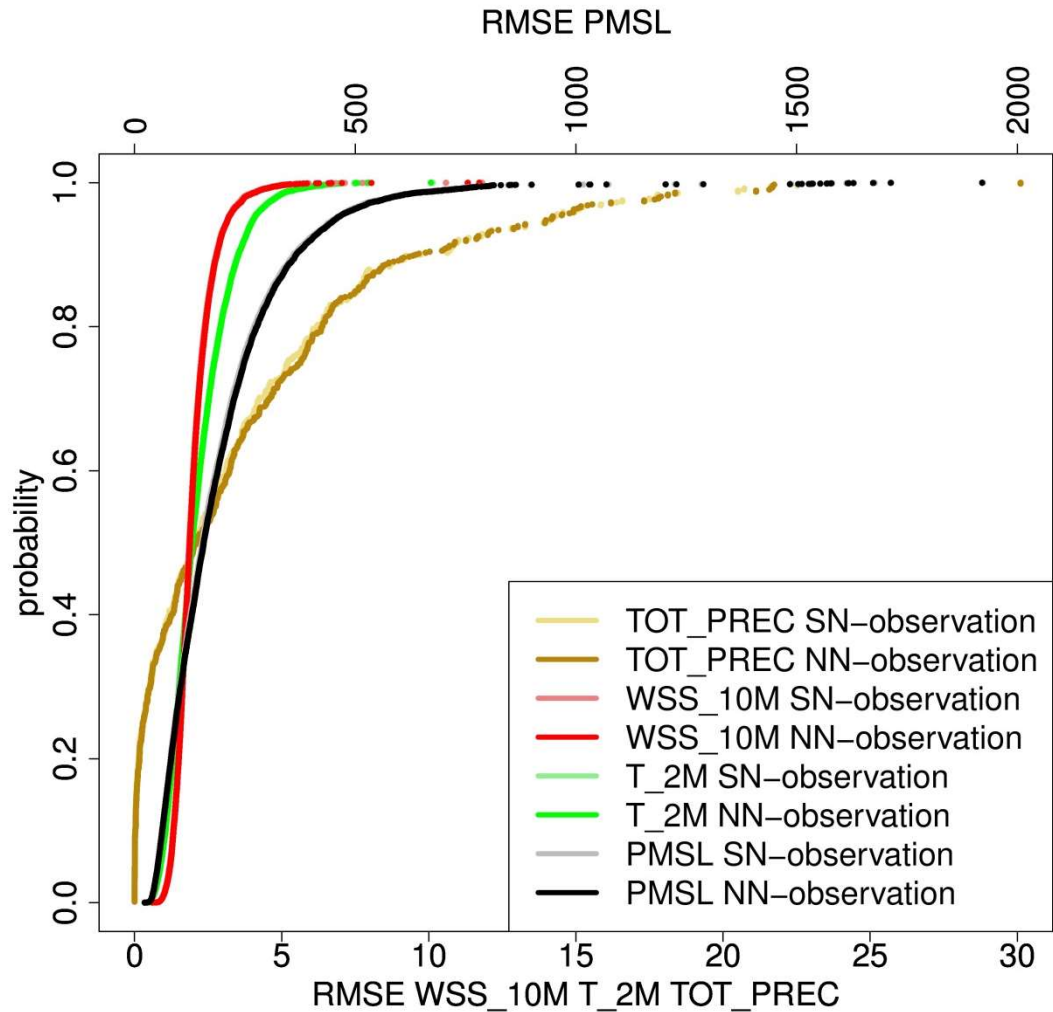 RMSE PMSL
0 500 1000 1500 2000
probability
1.0
0.8
0.6
0.4
0.2
0.0
TOT_PREC SN−observation
TOT_PREC NN−observation
WSS_10M SN−observation
WSS_10M NN−observation
T_2M SN−observation
T_2M NN−observation
PMSL SN−observation
PMSL NN−observation
0 5 10 15 20 25 30
RMSE WSS_10M T_2M TOT_PREC